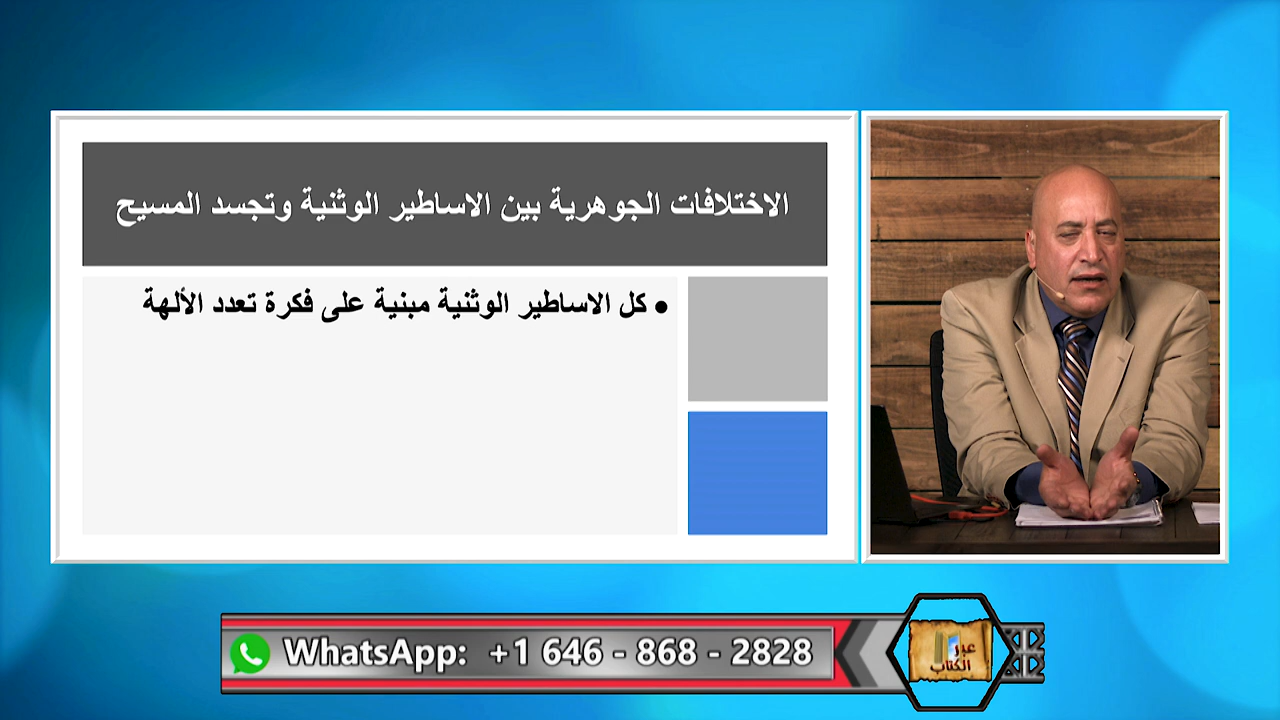 الاختلافات الجوهرية بين الاساطير الوثنية وتجسد المسيح
• كل الاساطير الوثنية مبنية على فكرة تعدد الألهة
WhatsApp: +1 646 - 868 - 2828
عبر
الكتاب